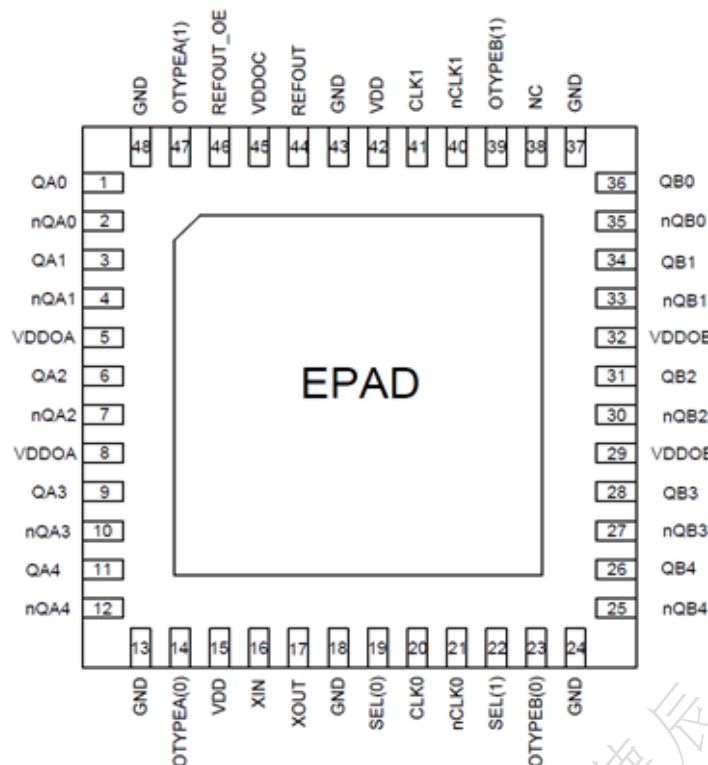 GND OTYPEA(1) REFOUT_OE VDDOC REFOUT GND VDD CLK1 nCLK1 OTYPEB(1) NC GND
48 47 46 45 44 43 42 41 40 39 38 37
QA0 1 36 QB0
nQA0 2 35 nQB0
QA1 3 34 QB1
nQA1 4 33 nQB1
VDDOA 5 32 VDDOB
QA2 6 31 QB2
EPAD
nQA2 7 30 nQB2
VDDOA 8 29 VDDOB
QA3 9 28 QB3
nQA3 10 27 nQB3
QA4 11 26 QB4
nQA4 12 25 nQB4
13 14 15 16 17 18 19 20 21 22 23 24
GND OTYPEA(0) VDD XIN XOUT GND SEL(0) CLK0 nCLK0 SEL(1) OTYPEB(0) GND
辰